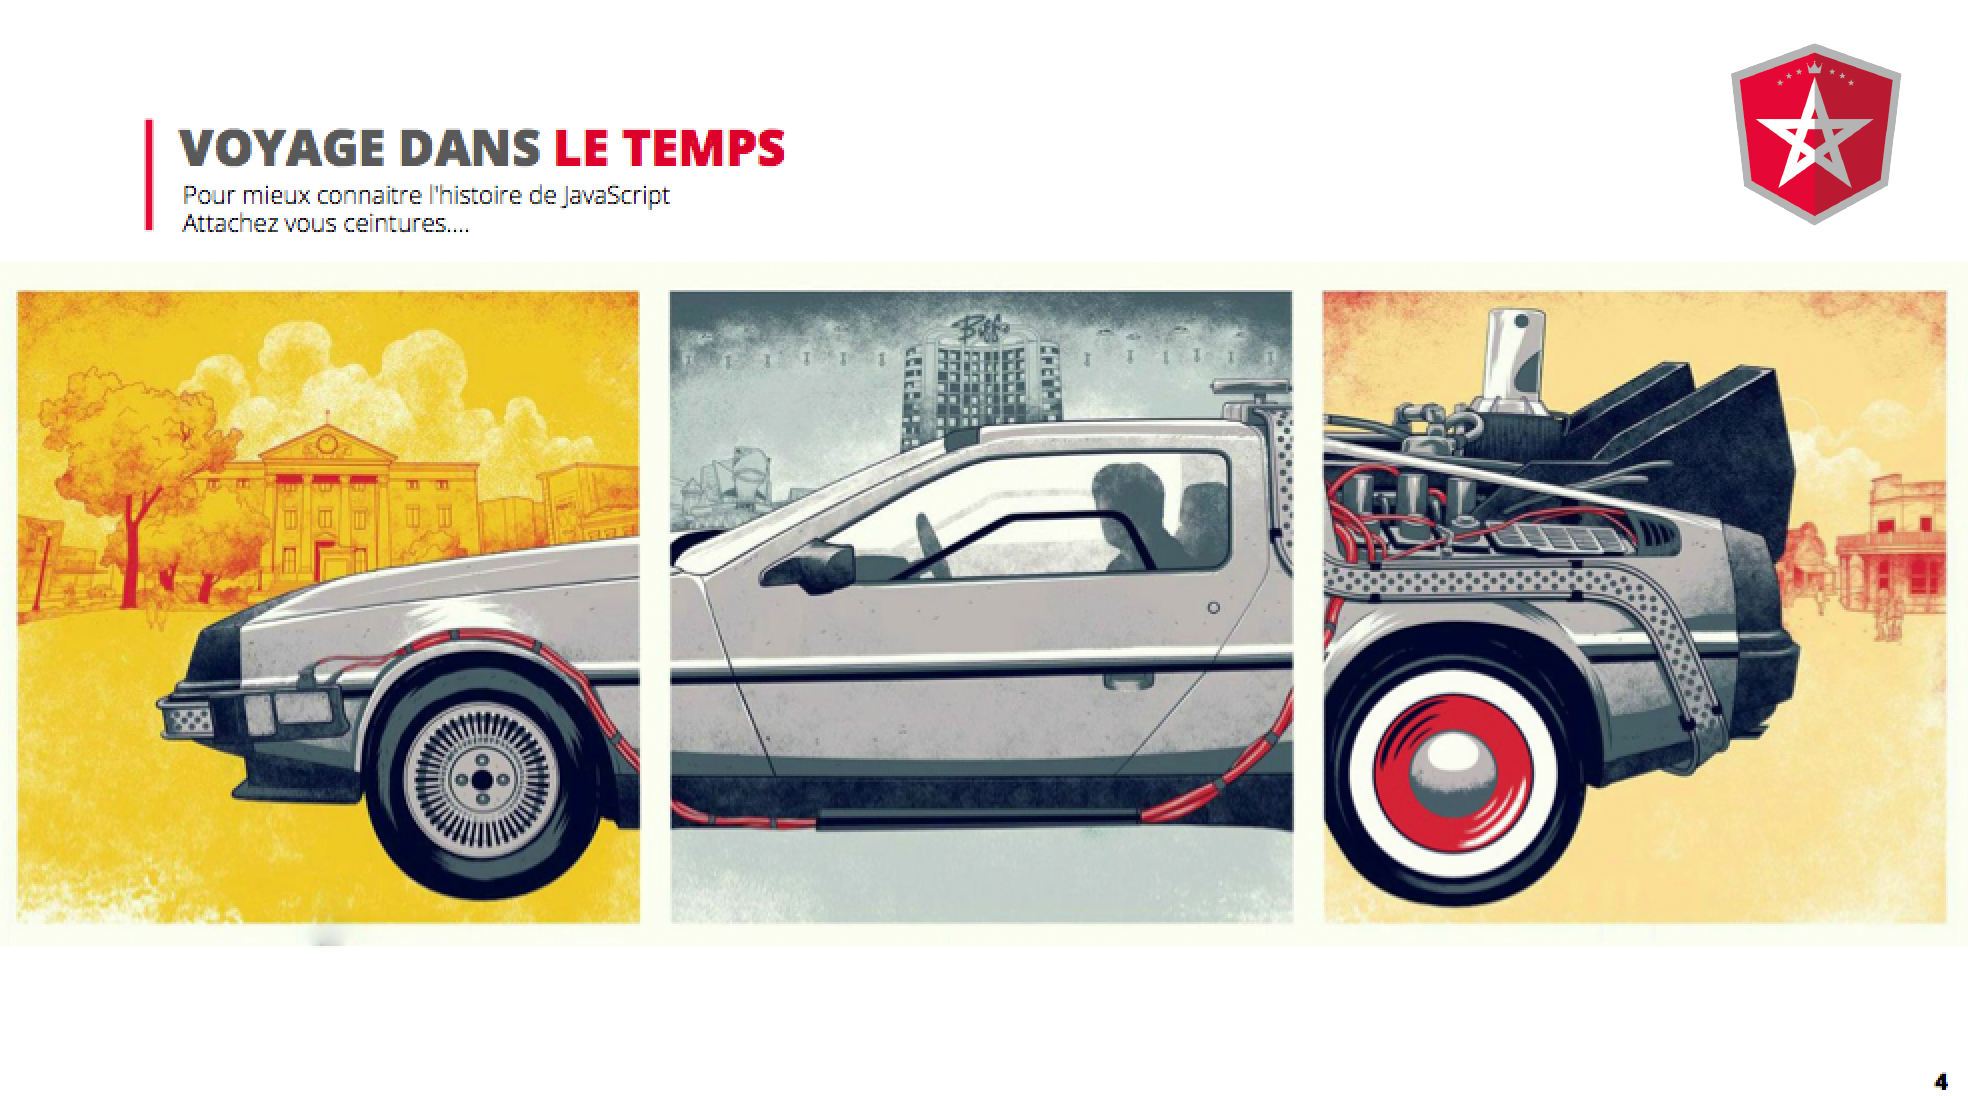 VOYAGE DANS LE TEMPS
Pour mieux connaitre l'histoire de JavaScript
Attachez vous ceintures....
4